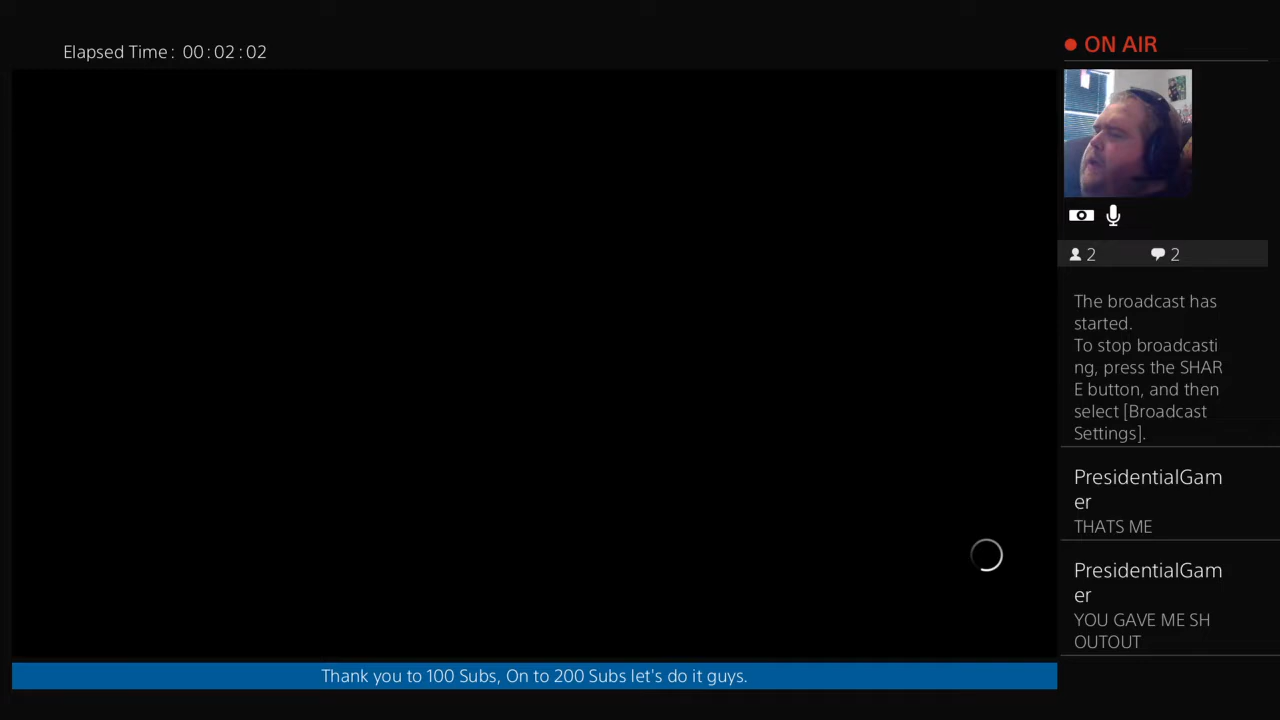 Elapsed Time: 00:02:02
ON AIR
2 2
The broadcast has
started.
To stop broadcasti
ng, press the SHAR
E button, and then
select [Broadcast
Settings].
PresidentialGam
er
THATS ME
PresidentialGam
er
YOU GAVE ME SH
OUTOUT
Thank you to 100 Subs, On to 200 Subs let's do it guys.